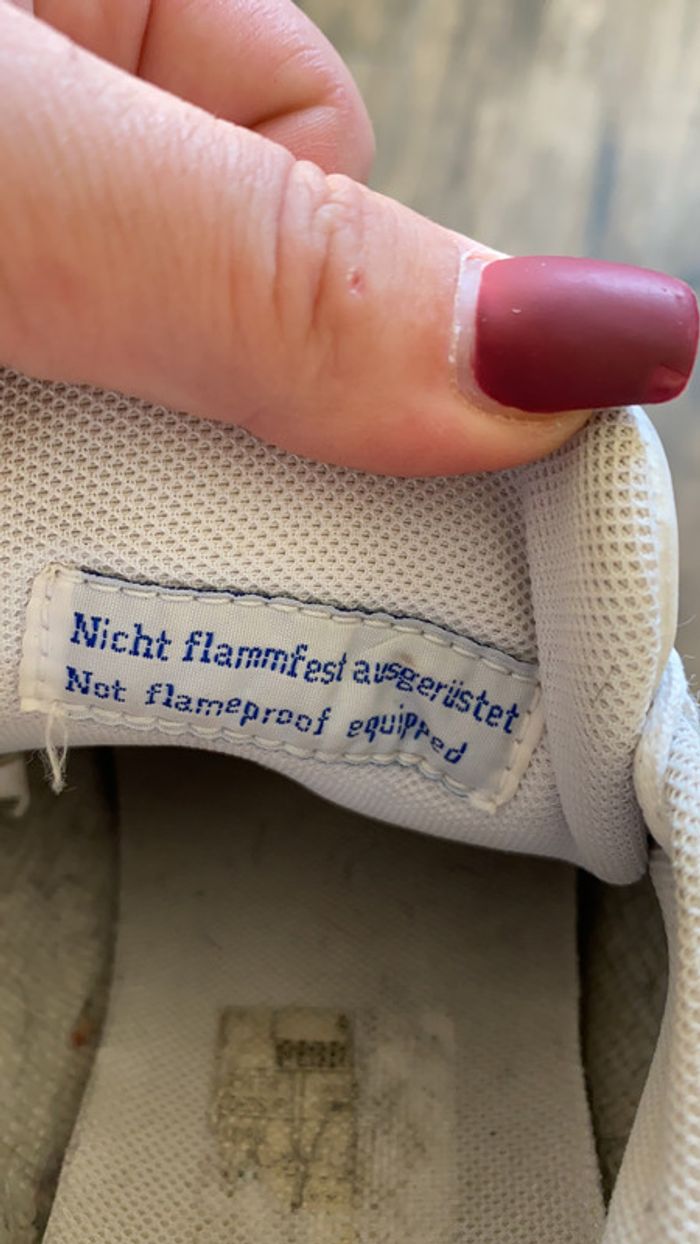 Nicht flammfest ausgerüstet
Not flameproof equipped